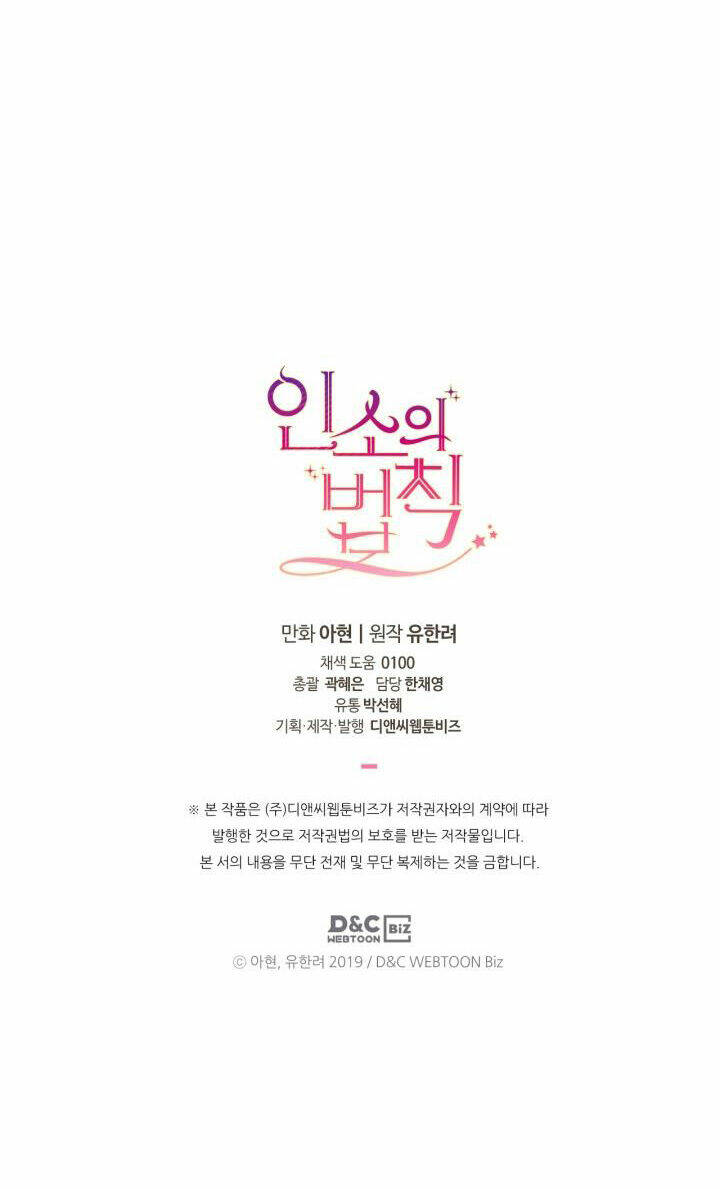 인소의
법칙
만화 아현 | 원작 유한려
채색 도움 0100
총괄 곽혜은 담당 한채영
유통 박선혜
기획·제작·발행 디앤씨웹툰비즈
※ 본 작품은 (주)디앤씨웹툰비즈가 저작권자와의 계약에 따라
발행한 것으로 저작권법의 보호를 받는 저작물입니다.
본 서의 내용을 무단 전재 및 무단 복제하는 것을 금합니다.
D&C BiZ
WEBTOON
ⓒ 아현, 유한려 2019 / D&C WEBTOON Biz